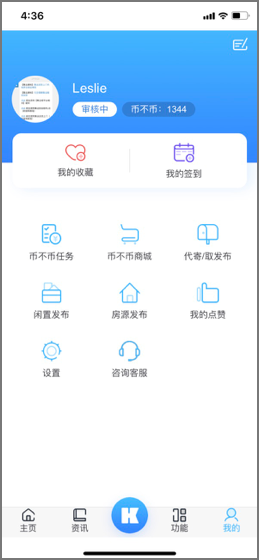 4:36
Leslie
审核中 币不币：1344
我的收藏 我的签到
币不币任务 币不币商城 代寄/取发布
闲置发布 房源发布 我的点赞
设置 咨询客服
主页 资讯 功能 我的